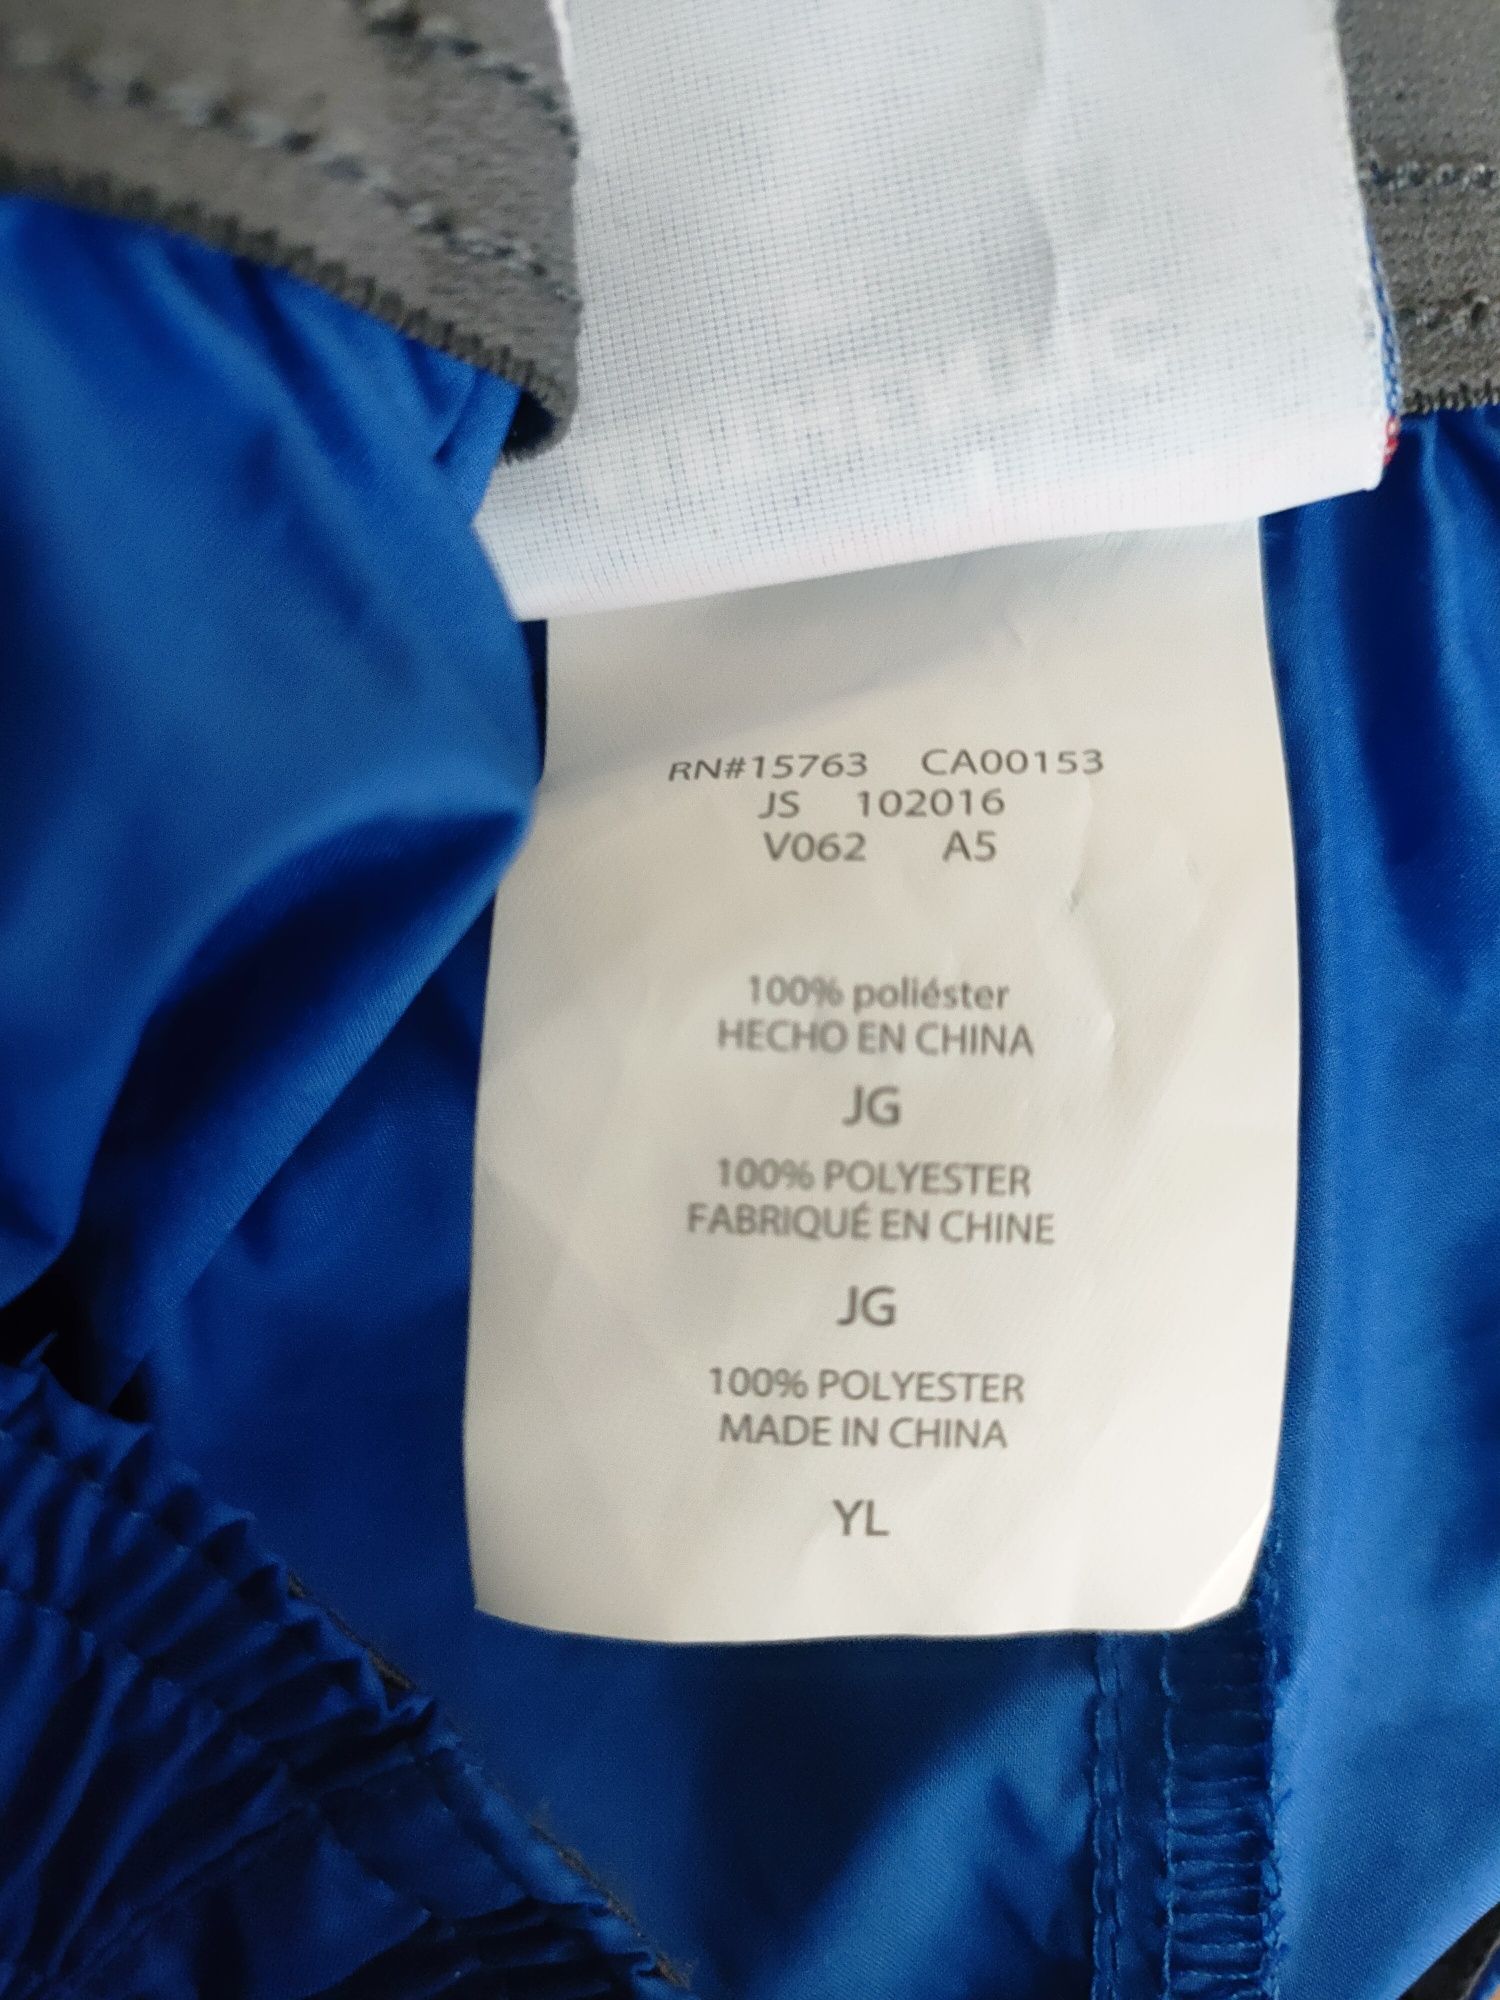 RN#15763 CA00153
JS 102016
V062 A5
100% poliéster
HECHO EN CHINA
JG
100% POLYESTER
FABRIQUÉ EN CHINE
JG
100% POLYESTER
MADE IN CHINA
YL